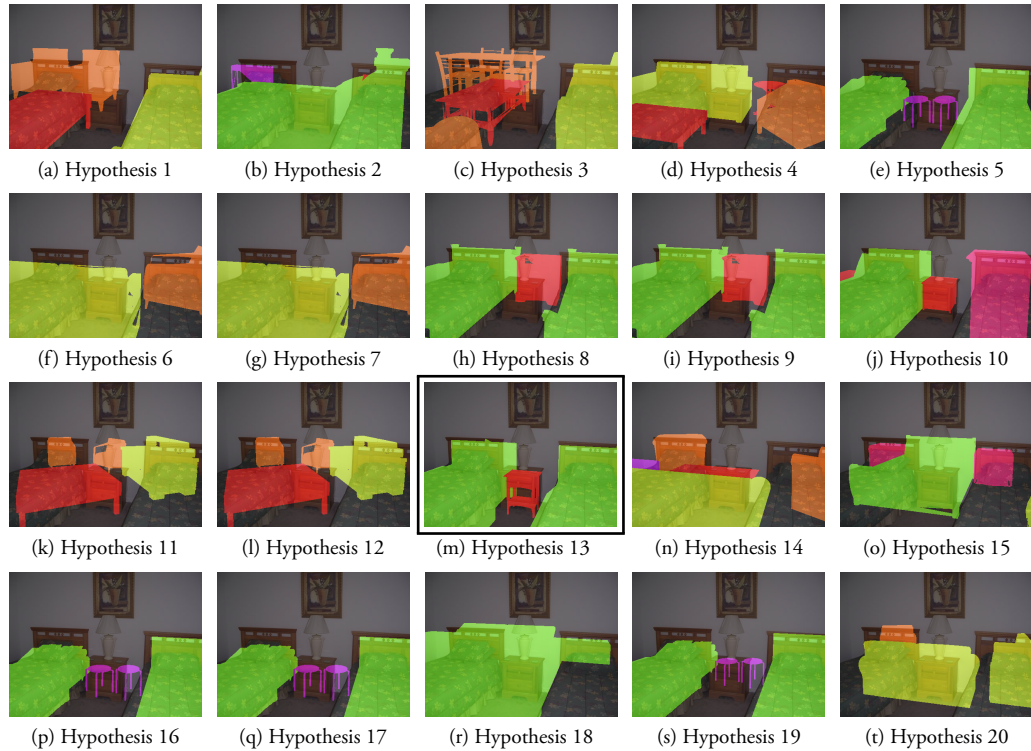 (a) Hypothesis 1
(b) Hypothesis 2
(c) Hypothesis 3
(d) Hypothesis 4
(e) Hypothesis 5
(f) Hypothesis 6
(g) Hypothesis 7
(h) Hypothesis 8
(i) Hypothesis 9
(j) Hypothesis 10
(k) Hypothesis 11
(l) Hypothesis 12
(m) Hypothesis 13
(n) Hypothesis 14
(o) Hypothesis 15
(p) Hypothesis 16
(q) Hypothesis 17
(r) Hypothesis 18
(s) Hypothesis 19
(t) Hypothesis 20